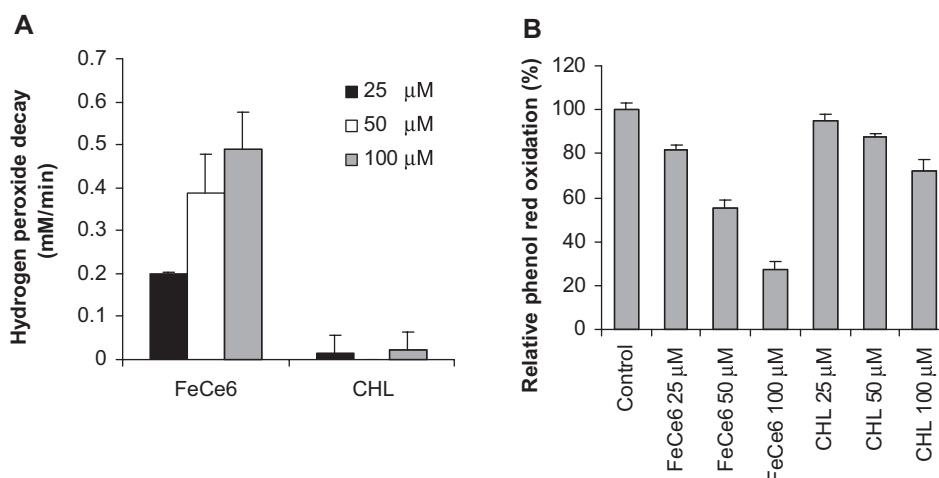 A
Hydrogen peroxide decay
(mM/min)
0.7
0.6
0.5
0.4
0.3
0.2
0.1
0
25 μM
50 μM
100 μM
FeCe6
CHL
B
Relative phenol red oxidation (%)
120
100
80
60
40
20
0
Control
FeCe6 25 μM
FeCe6 50 μM
FeCe6 100 μM
CHL 25 μM
CHL 50 μM
CHL 100 μM